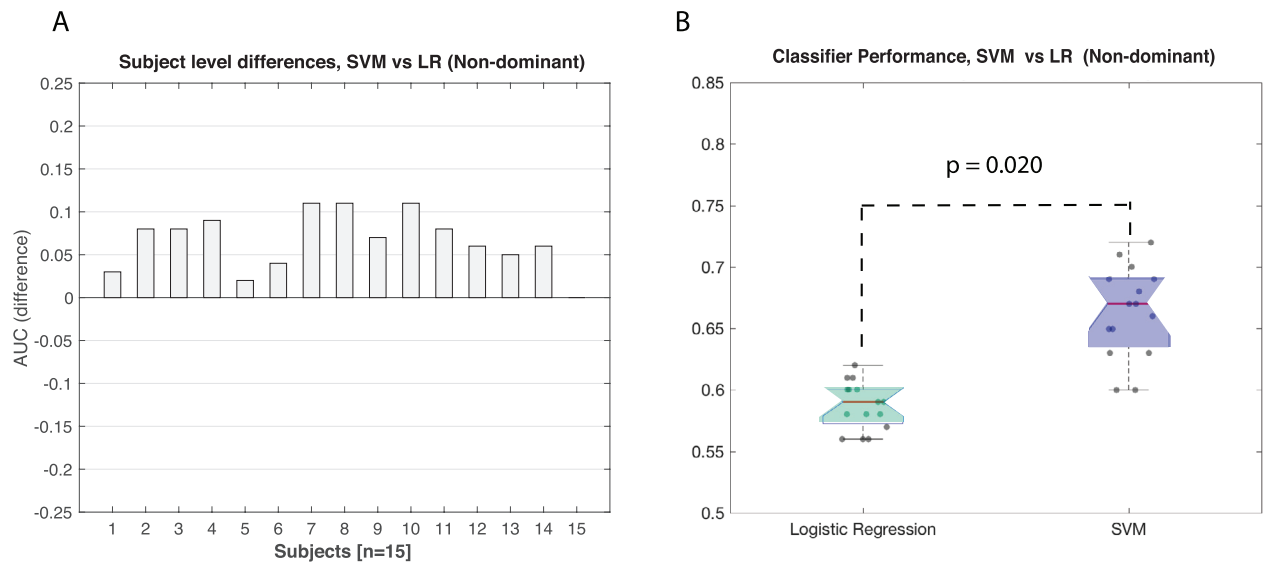 A
Subject level differences, SVM vs LR (Non-dominant)
0.25
0.2
0.15
0.1
0.05
0
-0.05
-0.1
-0.15
-0.2
-0.25
AUC (difference)
1 2 3 4 5 6 7 8 9 10 11 12 13 14 15
Subjects [n=15]
B
Classifier Performance, SVM vs LR (Non-dominant)
0.85
0.8
0.75
0.7
0.65
0.6
0.55
0.5
p = 0.020
Logistic Regression SVM